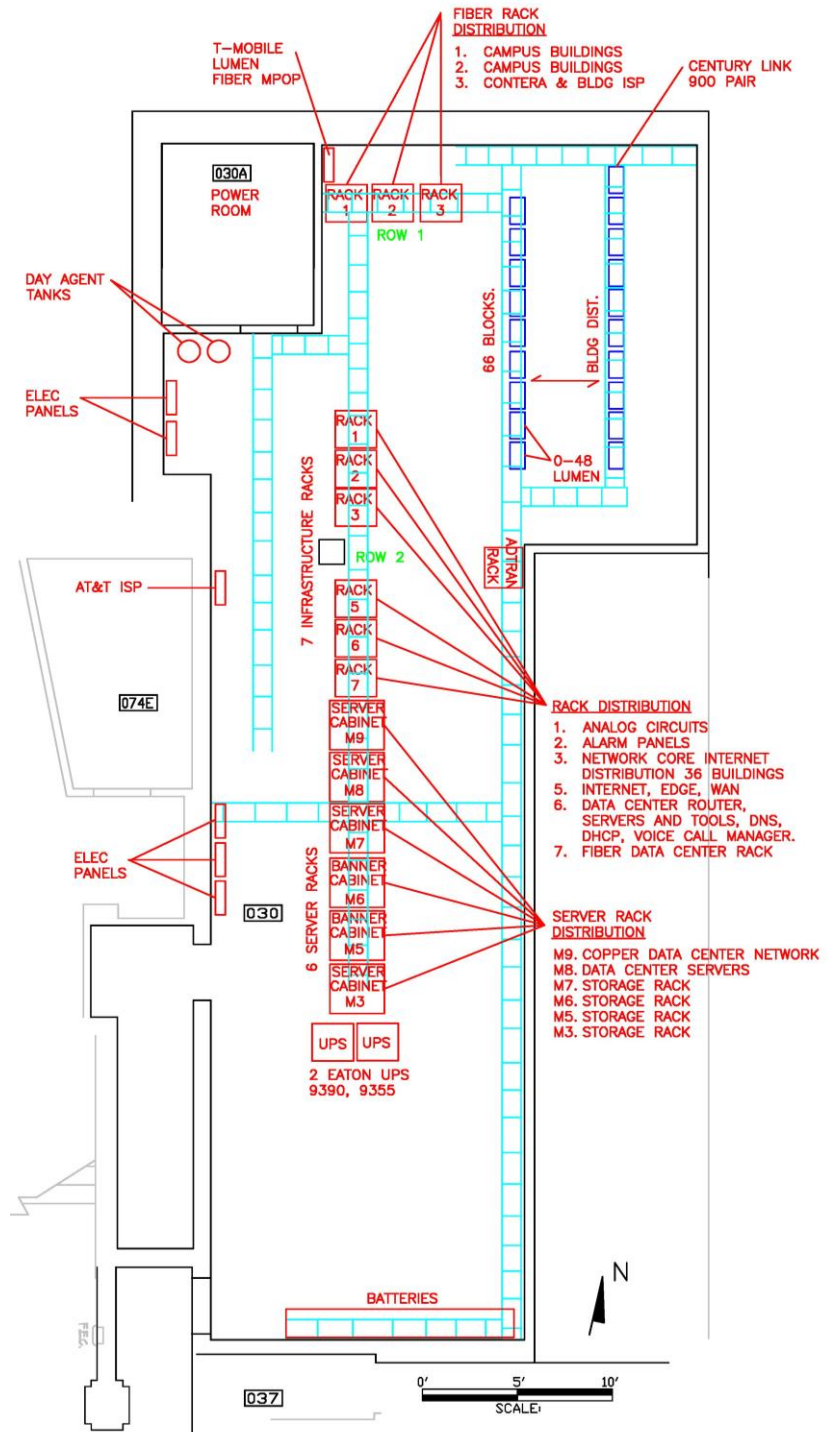 FIBER RACK
DISTRIBUTION
1. CAMPUS BUILDINGS
2. CAMPUS BUILDINGS
3. CONTERA & BLDG ISP
T-MOBILE
LUMEN
FIBER MPOP
CENTURY LINK
900 PAIR
030A
POWER
ROOM
RACK
1
RACK
2
RACK
3
ROW 1
DAY AGENT
TANKS
66 BLOCKS.
BLDG DIST.
ELEC
PANELS
0-48
LUMEN
RACK
1
RACK
2
RACK
3
7 INFRASTRUCTURE RACKS
ROW 2
ADTRAN
RACK
AT&T ISP
RACK
5
RACK
6
RACK
7
074E
RACK DISTRIBUTION
1. ANALOG CIRCUITS
2. ALARM PANELS
3. NETWORK CORE INTERNET
DISTRIBUTION 36 BUILDINGS
5. INTERNET, EDGE, WAN
6. DATA CENTER ROUTER,
SERVERS AND TOOLS, DNS,
DHCP, VOICE CALL MANAGER.
7. FIBER DATA CENTER RACK
SERVER
CABINET
M9
SERVER
CABINET
M8
SERVER
CABINET
M7
BANNER
CABINET
M6
BANNER
CABINET
M5
SERVER
CABINET
M3
ELEC
PANELS
030
6 SERVER RACKS
SERVER RACK
DISTRIBUTION
M9. COPPER DATA CENTER NETWORK
M8. DATA CENTER SERVERS
M7. STORAGE RACK
M6. STORAGE RACK
M5. STORAGE RACK
M3. STORAGE RACK
UPS
UPS
2 EATON UPS
9390, 9355
N
BATTERIES
F.E.C.
037
0' 5' 10'
SCALE: